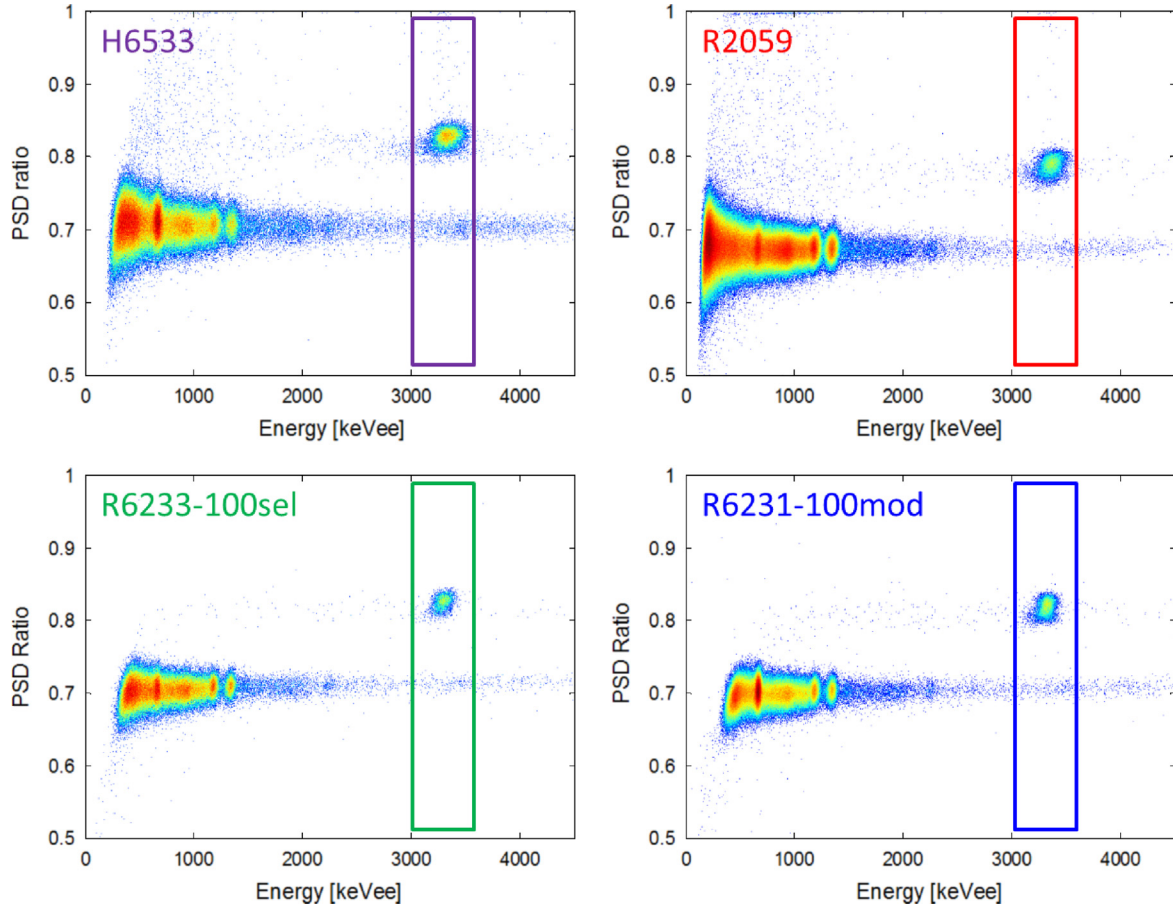 H6533
1
0.9
0.8
0.7
0.6
0.5
PSD ratio
0 1000 2000 3000 4000
Energy [keVee]
R2059
1
0.9
0.8
0.7
0.6
0.5
PSD ratio
0 1000 2000 3000 4000
Energy [keVee]
R6233-100sel
1
0.9
0.8
0.7
0.6
0.5
PSD Ratio
0 1000 2000 3000 4000
Energy [keVee]
R6231-100mod
1
0.9
0.8
0.7
0.6
0.5
PSD Ratio
0 1000 2000 3000 4000
Energy [keVee]